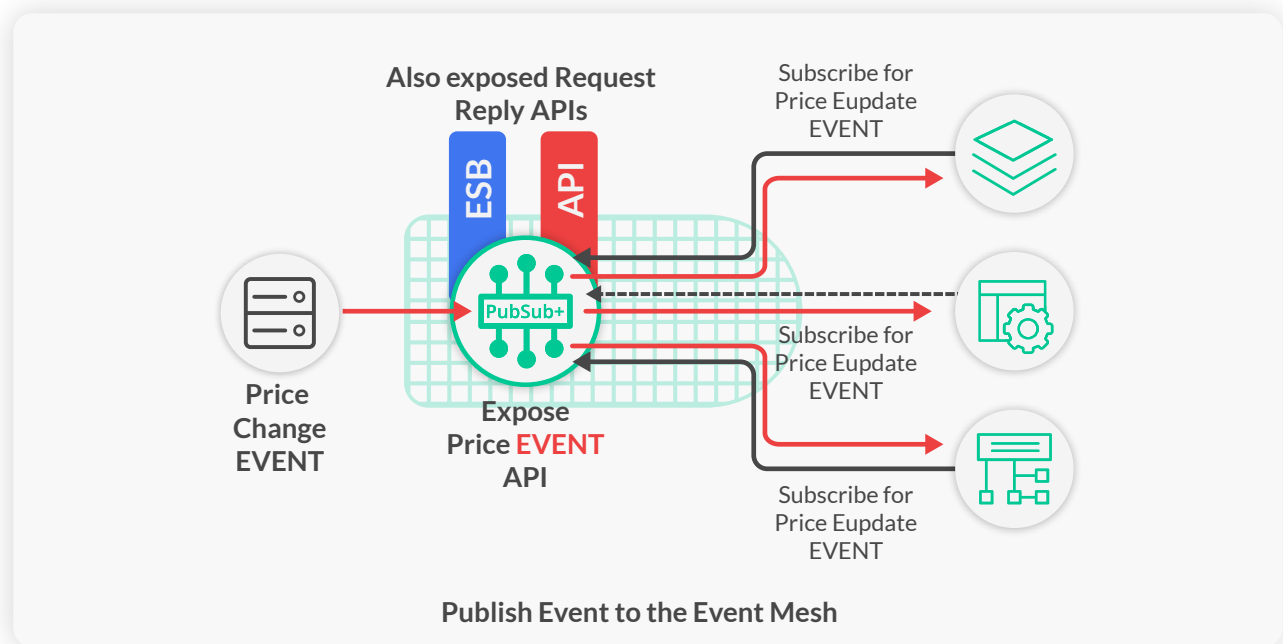 Also exposed Request
Reply APIs
ESB
API
Subscribe for
Price Eupdate
EVENT
PubSub+
Subscribe for
Price Eupdate
EVENT
Price
Change
EVENT
Expose
Price EVENT
API
Subscribe for
Price Eupdate
EVENT
Publish Event to the Event Mesh